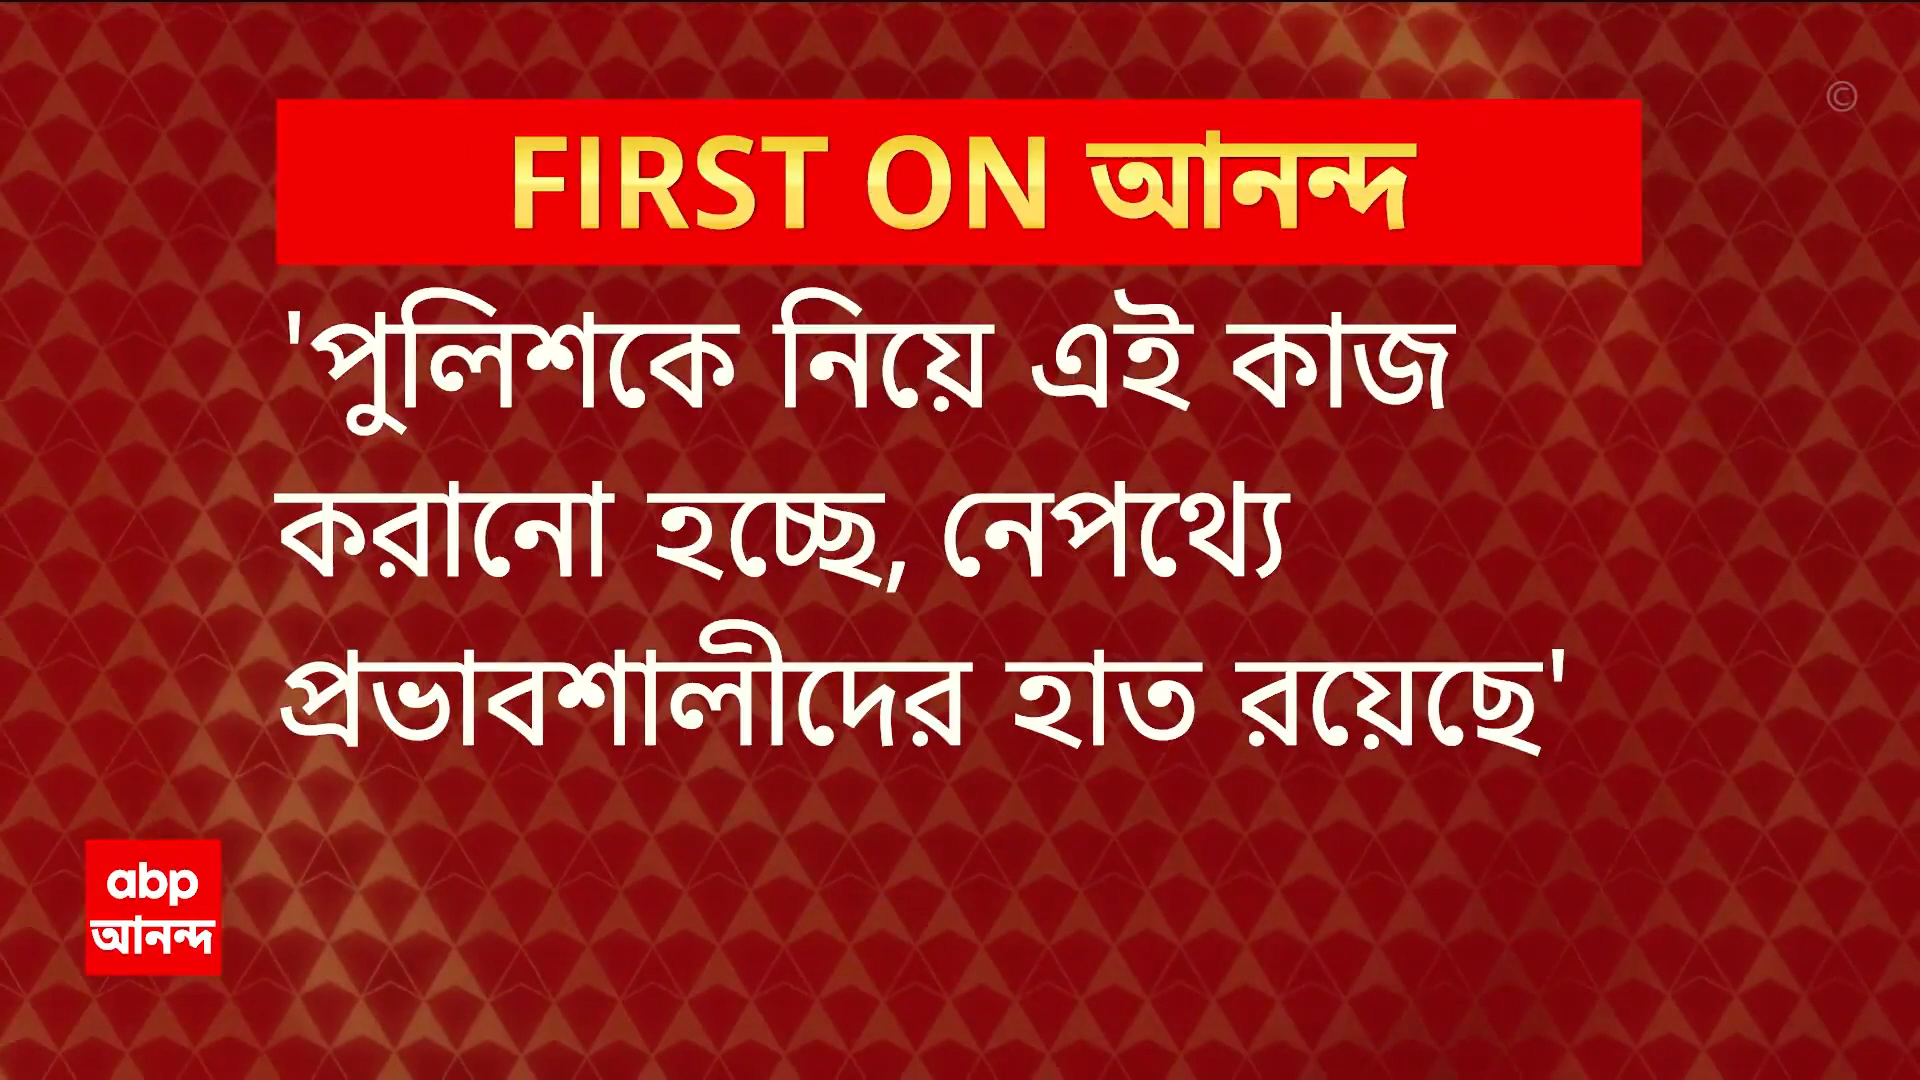 ©
FIRST ON আনন্দ
'পুলিশকে নিয়ে এই কাজ
করানো হচ্ছে, নেপথ্যে
প্রভাবশালীদের হাত রয়েছে'
abp
আনন্দ